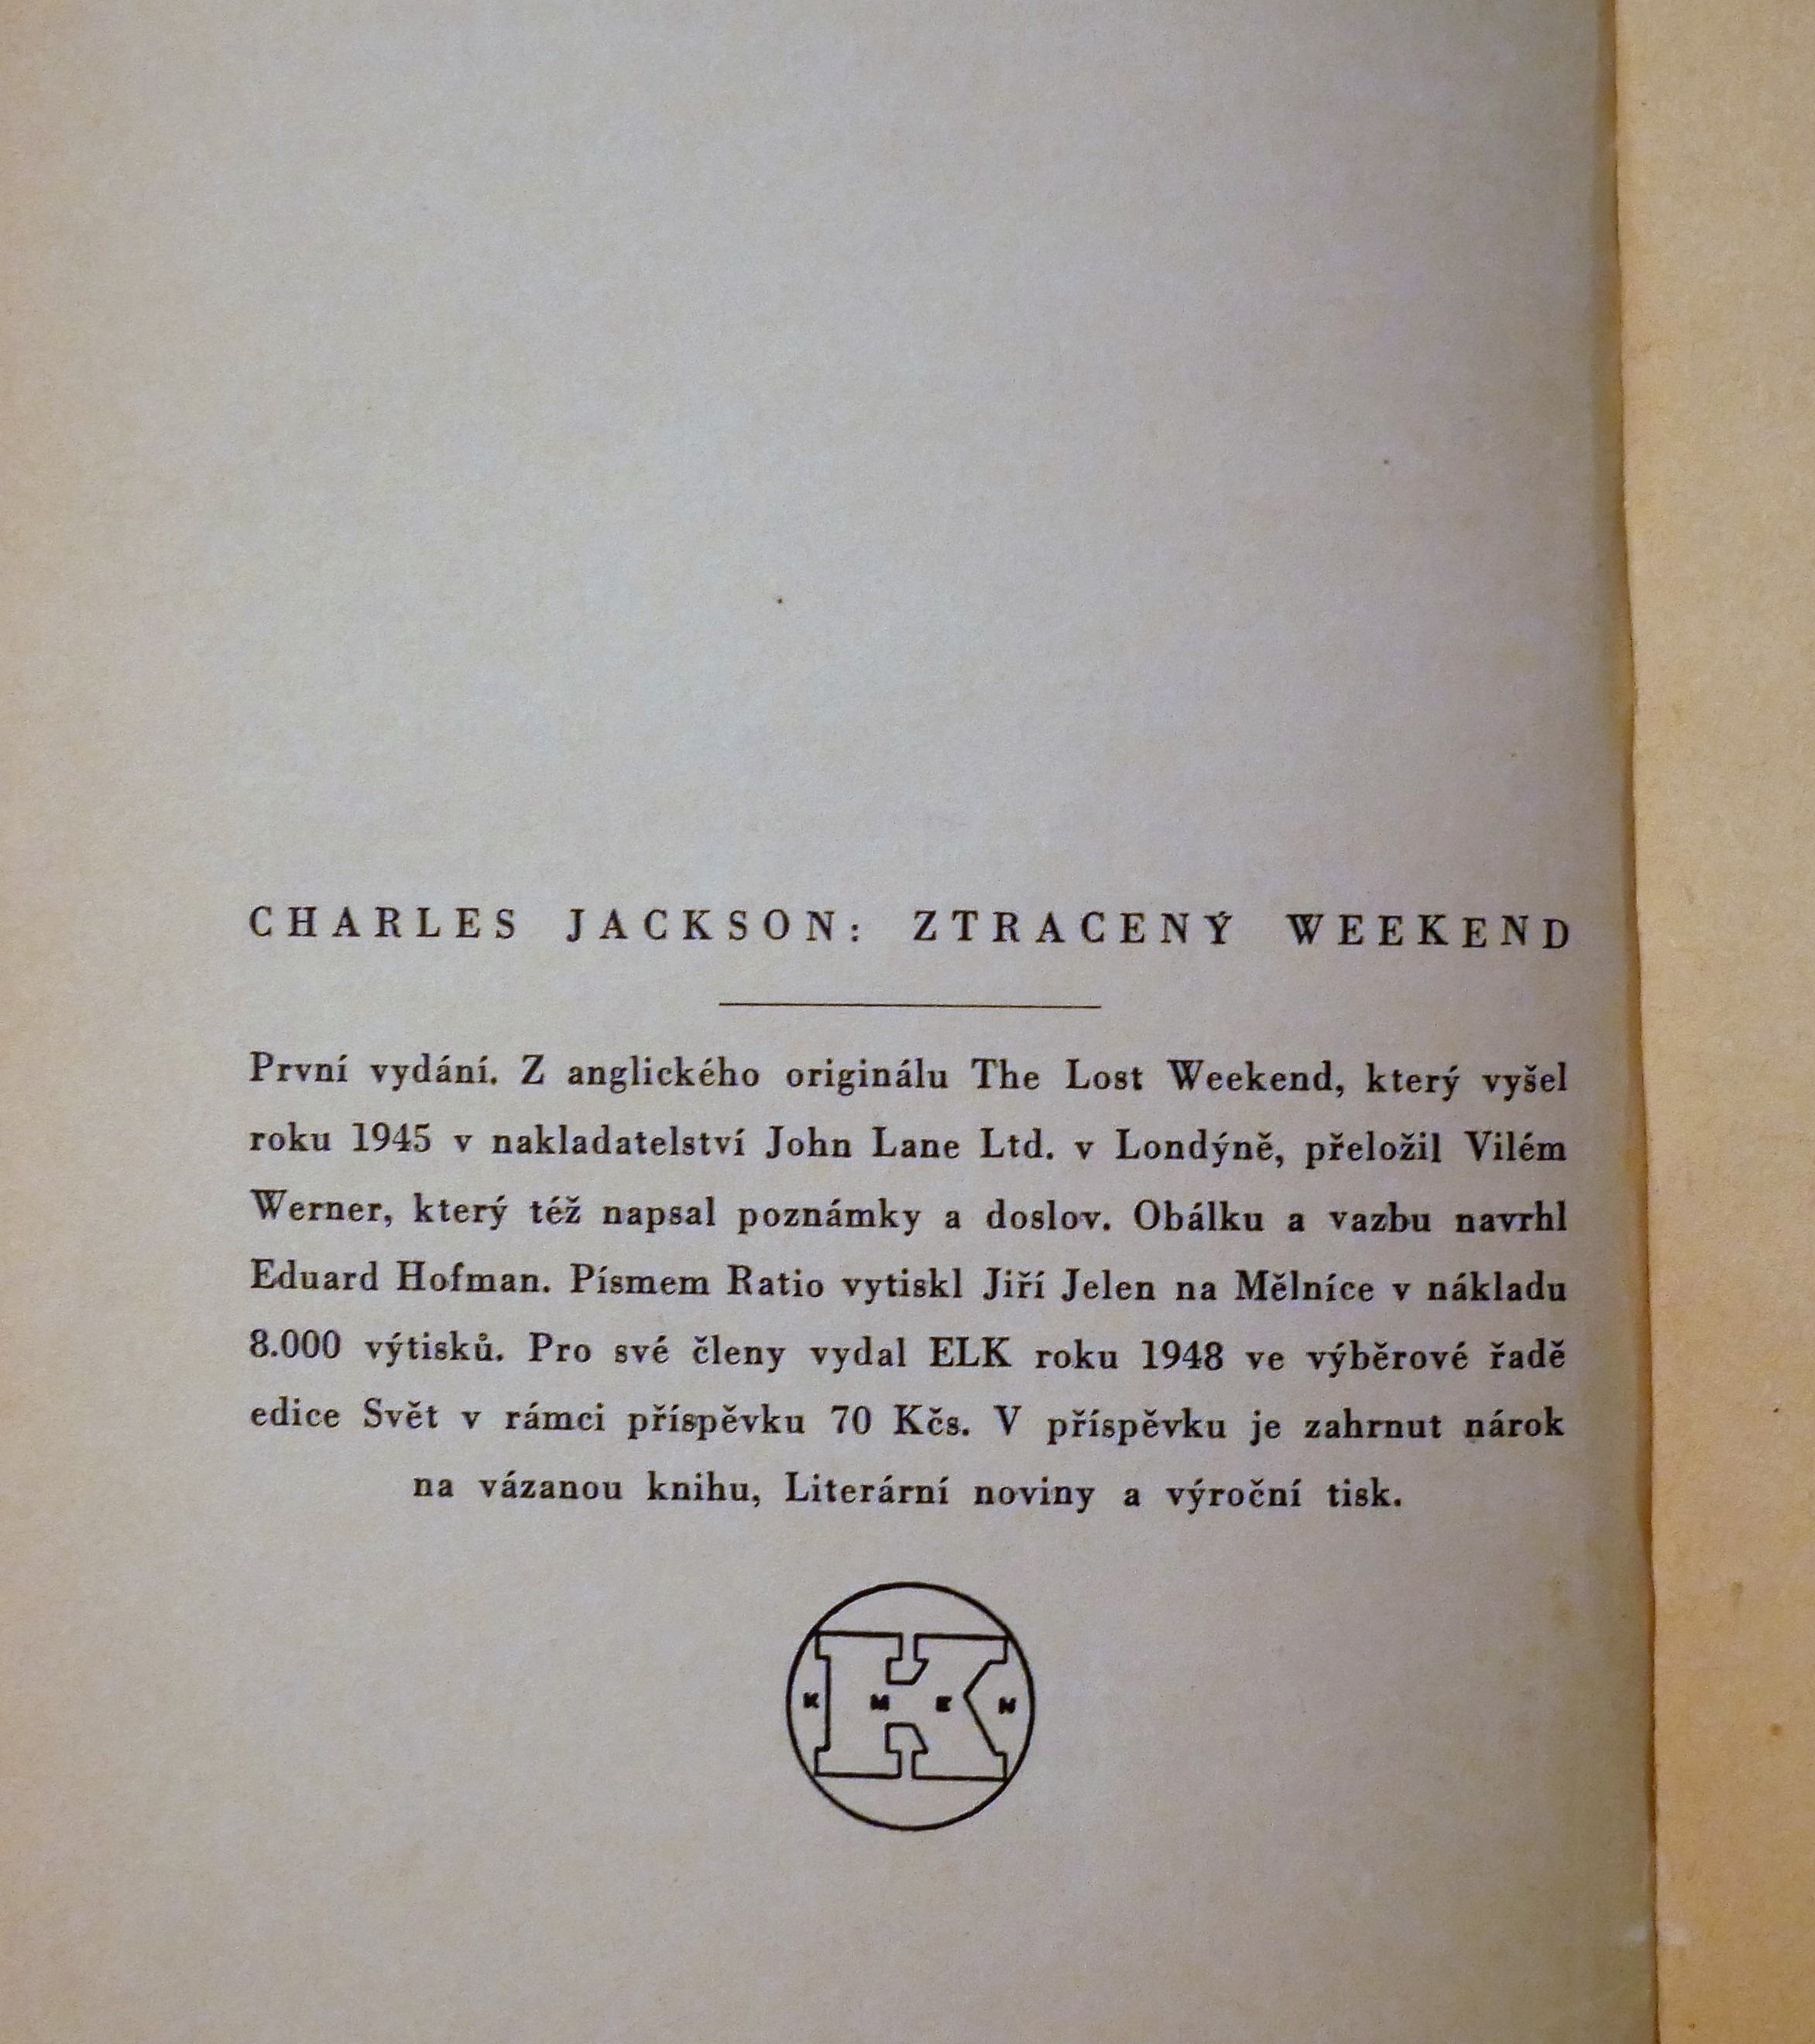 CHARLES JACKSON: ZTRACENÝ WEEKEND
První vydání. Z anglického originálu The Lost Weekend, který vyšel
roku 1945 v nakladatelství John Lane Ltd. v Londýně, přeložil Vilém
Werner, který též napsal poznámky a doslov. Obálku a vazbu navrhl
Eduard Hofman. Písmem Ratio vytiskl Jiří Jelen na Mělníce v nákladu
8.000 výtisků. Pro své členy vydal ELK roku 1948 ve výběrové řadě
edice Svět v rámci příspěvku 70 Kčs. V příspěvku je zahrnut nárok
na vázanou knihu, Literární noviny a výroční tisk.
K M E N